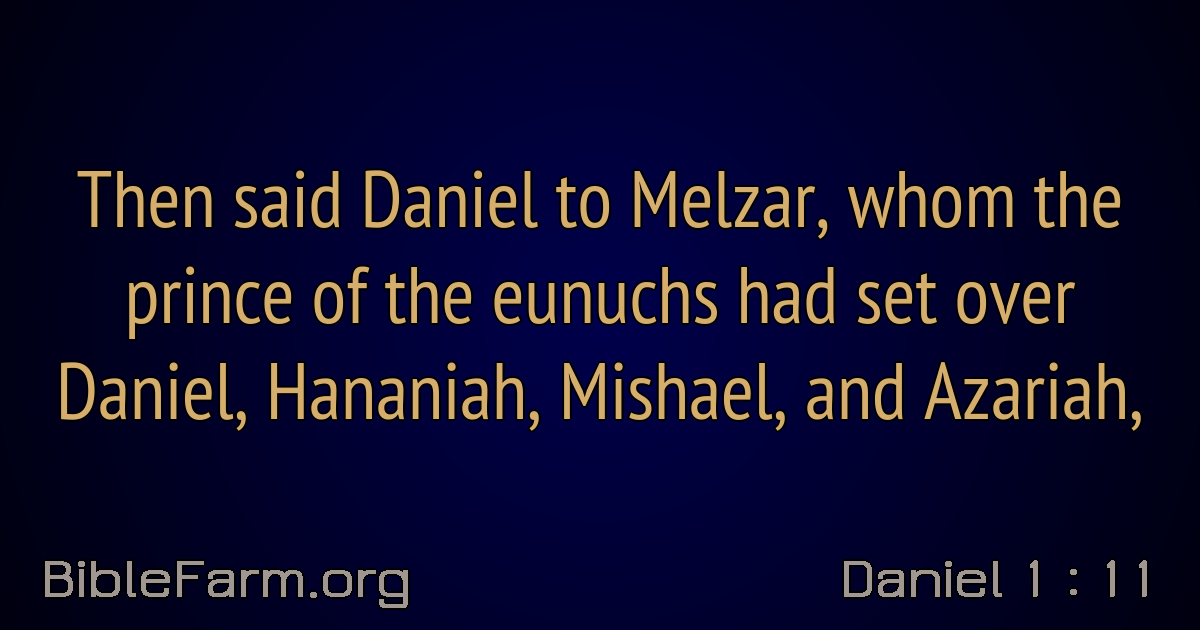 Then said Daniel to Melzar, whom the
prince of the eunuchs had set over
Daniel, Hananiah, Mishael, and Azariah,
BibleFarm.org
Daniel 1 : 11